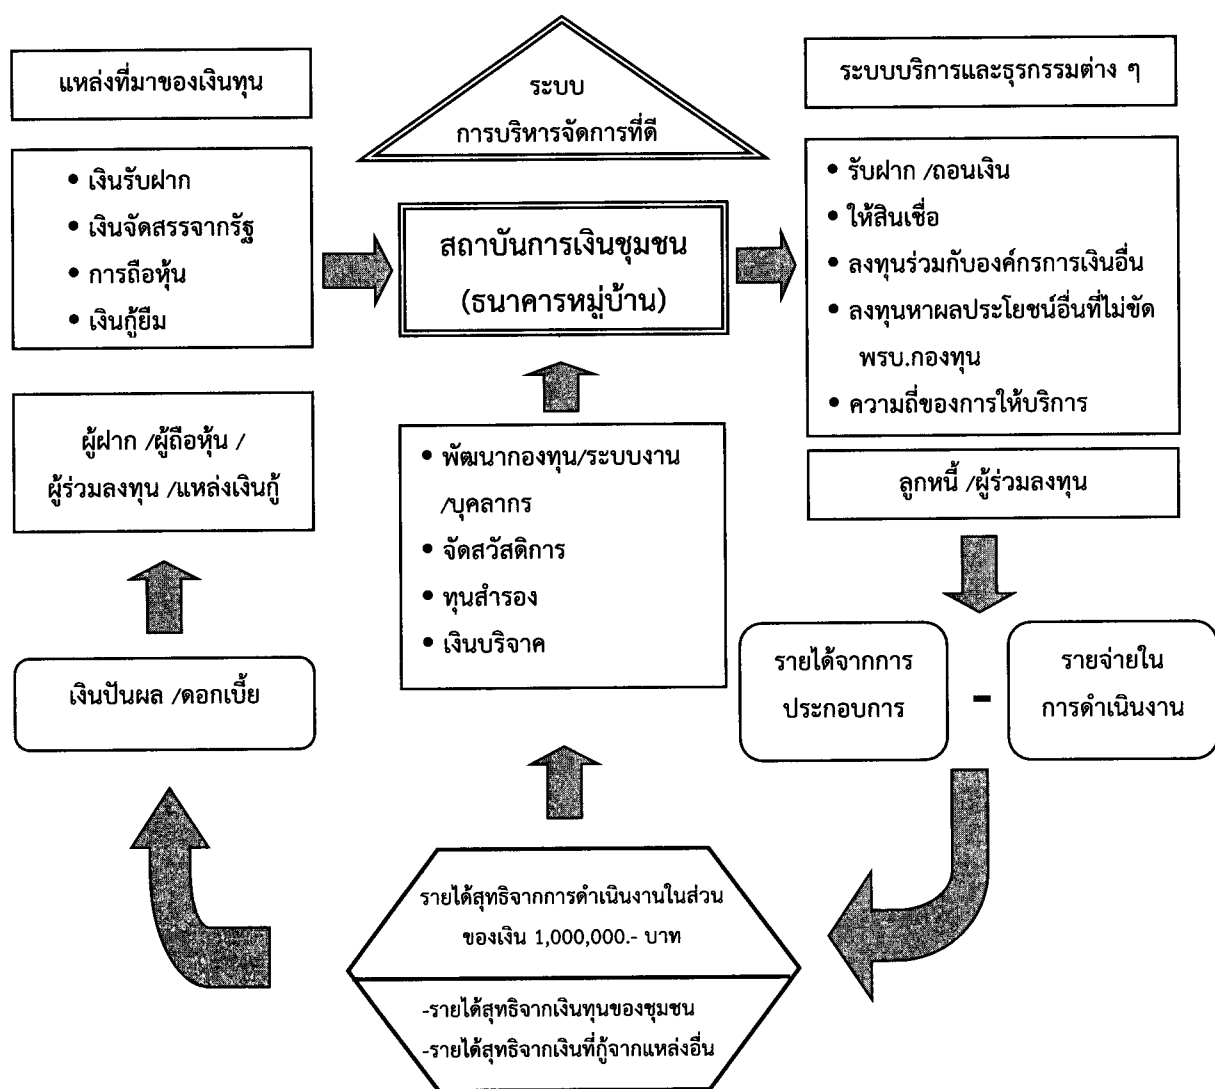 แหล่งที่มาของเงินทุน
• เงินรับฝาก
• เงินจัดสรรจากรัฐ
• การถือหุ้น
• เงินกู้ยืม
ผู้ฝาก /ผู้ถือหุ้น /
ผู้ร่วมลงทุน /แหล่งเงินกู้
เงินปันผล /ดอกเบี้ย
ระบบ
การบริหารจัดการที่ดี
สถาบันการเงินชุมชน
(ธนาคารหมู่บ้าน)
• พัฒนากองทุน/ระบบงาน
/บุคลากร
• จัดสวัสดิการ
• ทุนสำรอง
• เงินบริจาค
ระบบบริการและธุรกรรมต่าง ๆ
• รับฝาก /ถอนเงิน
• ให้สินเชื่อ
• ลงทุนร่วมกับองค์กรการเงินอื่น
• ลงทุนหาผลประโยชน์อื่นที่ไม่ขัด
พรบ.กองทุน
• ความถี่ของการให้บริการ
ลูกหนี้ /ผู้ร่วมลงทุน
รายได้จากการ
ประกอบการ
-
รายจ่ายใน
การดำเนินงาน
รายได้สุทธิจากการดำเนินงานในส่วน
ของเงิน 1,000,000.- บาท
-รายได้สุทธิจากเงินทุนของชุมชน
-รายได้สุทธิจากเงินที่กู้จากแหล่งอื่น